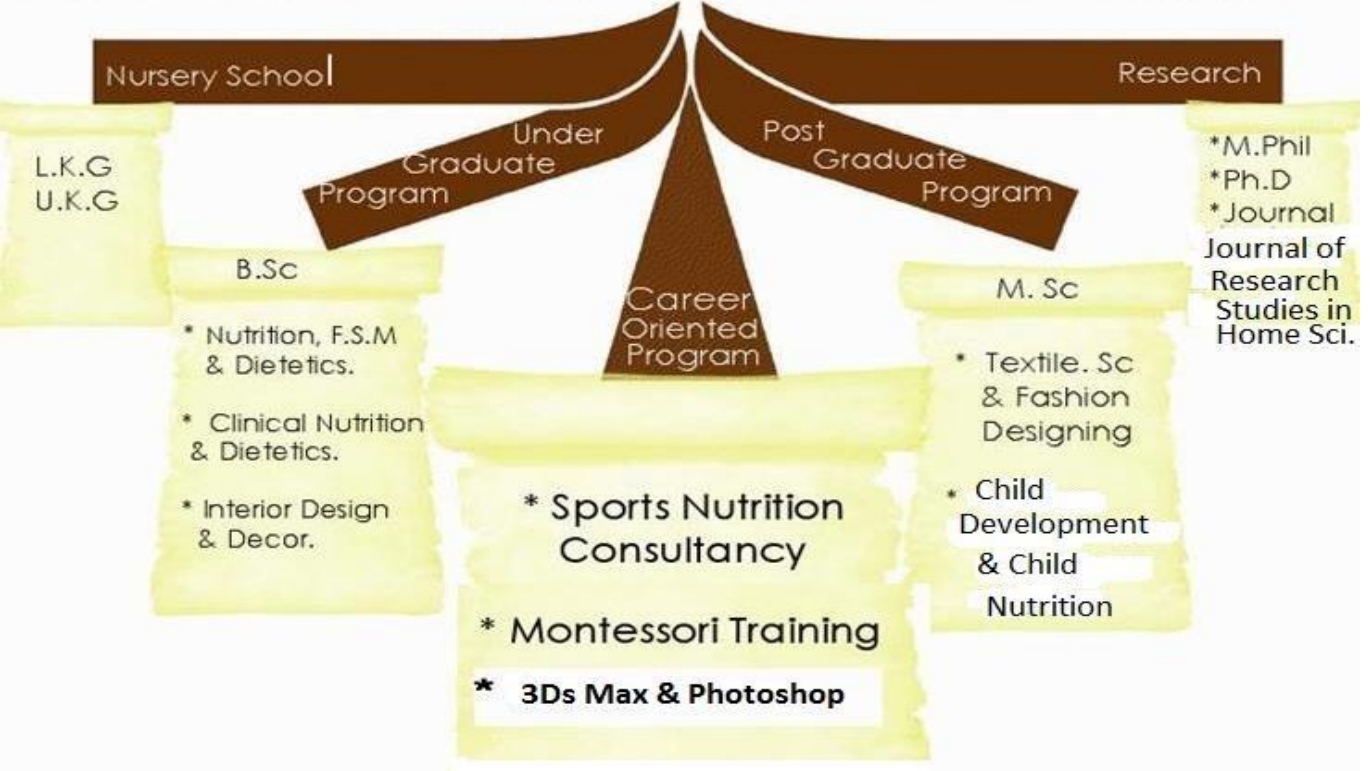 Nursery School
L.K.G
U.K.G
Under
Graduate
Program
B.Sc
* Nutrition, F.S.M
& Dietetics.
* Clinical Nutrition
& Dietetics.
* Interior Design
& Decor.
Career
Oriented
Program
* Sports Nutrition
Consultancy
* Montessori Training
* 3Ds Max & Photoshop
Post
Graduate
Program
M. Sc
* Textile. Sc
& Fashion
Designing
* Child
Development
& Child
Nutrition
Research
*M.Phil
*Ph.D
*Journal
Journal of
Research
Studies in
Home Sci.